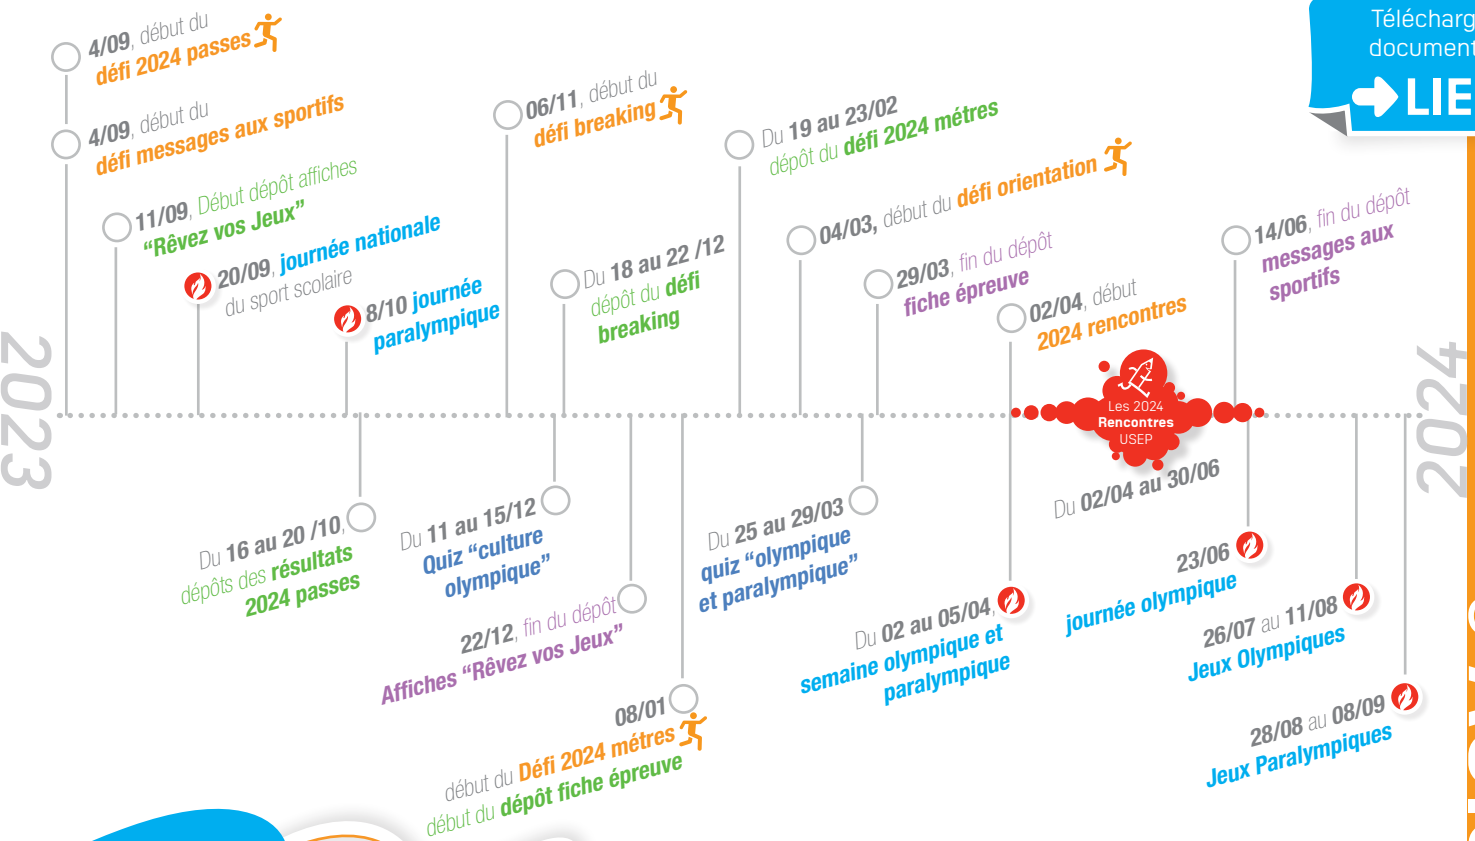 4/09, début du
défi 2024 passes
4/09, début du
défi messages aux sportifs
11/09, Début dépôt affiches
“Rêvez vos Jeux”
20/09, journée nationale
du sport scolaire
8/10 journée
paralympique
06/11, début du
défi breaking
Du 18 au 22 /12
dépôt du défi
breaking
Du 19 au 23/02
dépôt du défi 2024 métres
04/03, début du défi orientation
29/03, fin du dépôt
fiche épreuve
02/04, début
2024 rencontres
14/06, fin du dépôt
messages aux
sportifs
LIE
2023
2024
Les 2024
Rencontres
USEP
Du 02/04 au 30/06
Du 16 au 20 /10,
dépôts des résultats
2024 passes
Du 11 au 15/12
Quiz “culture
olympique”
22/12, fin du dépôt
Affiches “Rêvez vos Jeux”
08/01
début du Défi 2024 métres
début du dépôt fiche épreuve
Du 25 au 29/03
quiz “olympique
et paralympique”
Du 02 au 05/04,
semaine olympique et
paralympique
23/06
journée olympique
26/07 au 11/08
Jeux Olympiques
28/08 au 08/09
Jeux Paralympiques
Télécharg
document